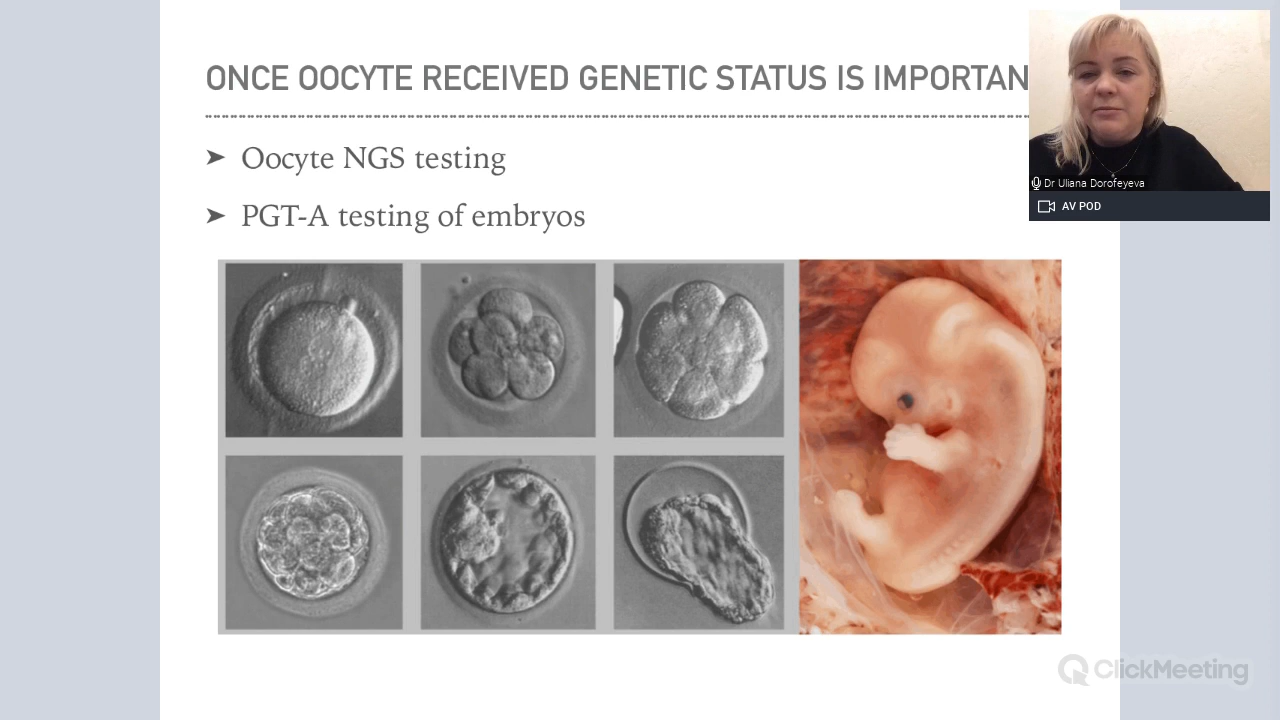 ONCE OOCYTE RECEIVED GENETIC STATUS IS IMPORTAN
Oocyte NGS testing
PGT-A testing of embryos
Dr Uliana Dorofeyeva
AV POD
ClickMeeting